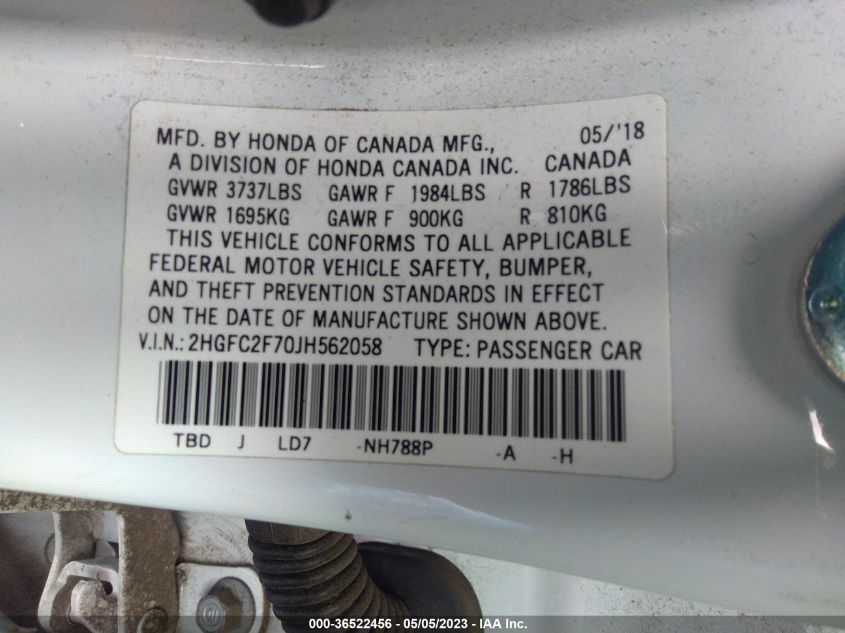 MFD. BY HONDA OF CANADA MFG., 05/'18
A DIVISION OF HONDA CANADA INC. CANADA
GVWR 3737LBS GAWR F 1984LBS R 1786LBS
GVWR 1695KG GAWR F 900KG R 810KG
THIS VEHICLE CONFORMS TO ALL APPLICABLE
FEDERAL MOTOR VEHICLE SAFETY, BUMPER,
AND THEFT PREVENTION STANDARDS IN EFFECT
ON THE DATE OF MANUFACTURE SHOWN ABOVE.
V.I.N.: 2HGFC2F70JH562058 TYPE: PASSENGER CAR
TBD J LD7 -NH788P -A -H
000-36522456 - 05/05/2023 - IAA Inc.